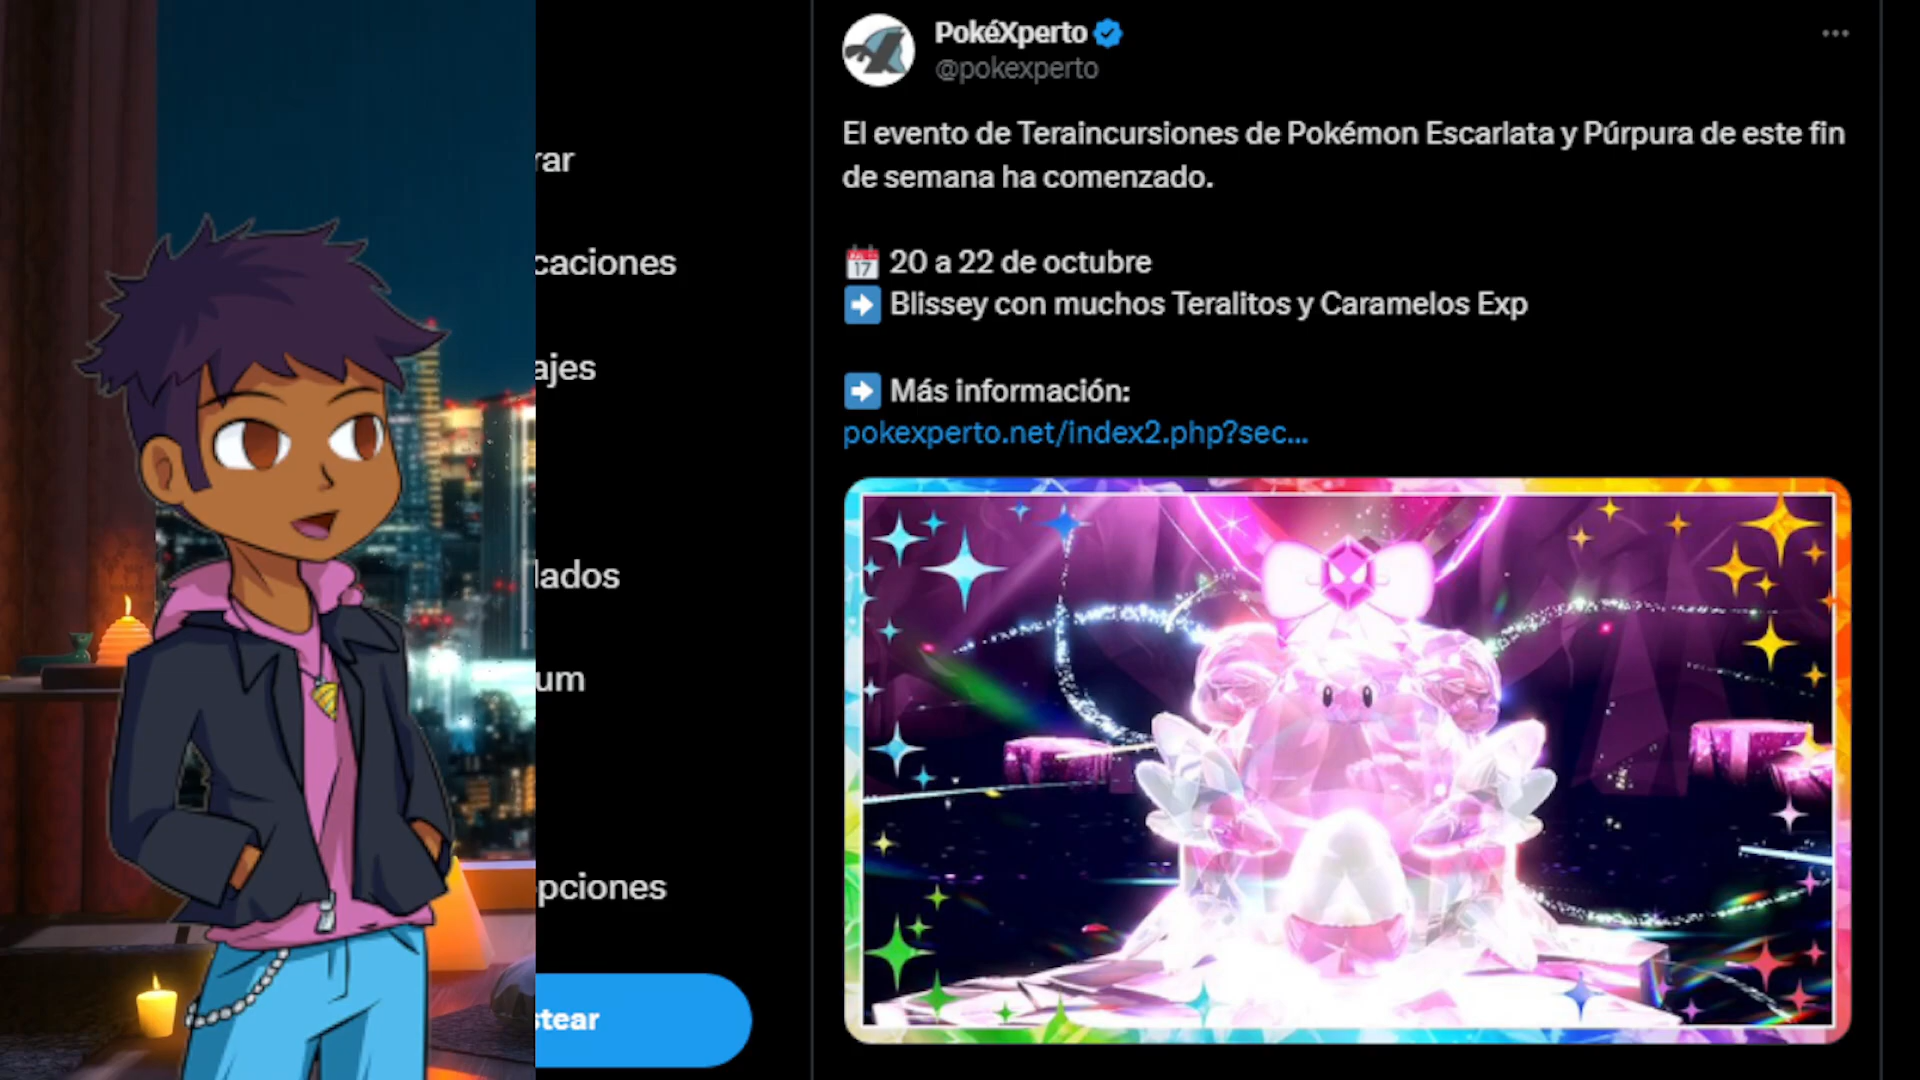 rar
caciones
ajes
lados
um
pciones
stear
PokéXperto
@pokexperto
El evento de Teraincursiones de Pokémon Escarlata y Púrpura de este fin
de semana ha comenzado.
17
20 a 22 de octubre
Blissey con muchos Teralitos y Caramelos Exp
Más información:
pokexperto.net/index2.php?sec...